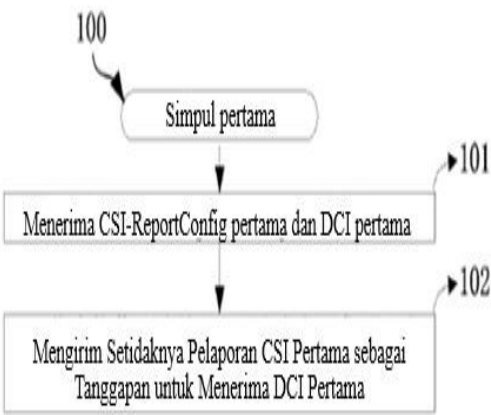 100
Simpul pertama
101
Menerima CSI-ReportConfig pertama dan DCI pertama
102
Mengirim Setidaknya Pelaporan CSI Pertama sebagai
Tanggapan untuk Menerima DCI Pertama